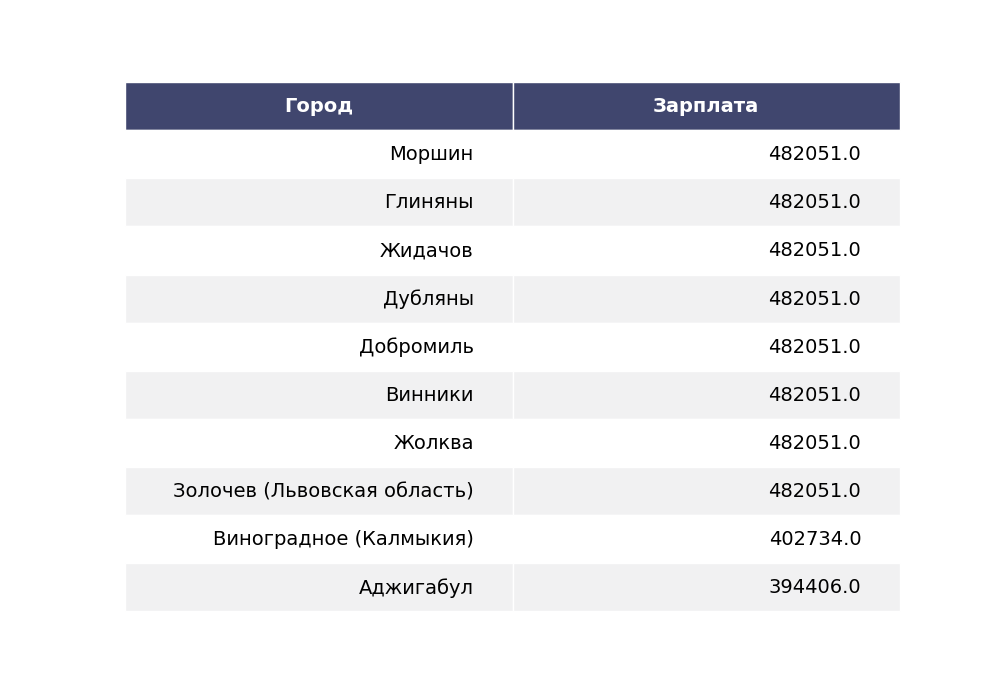 Город Зарплата
Моршин 482051.0
Глиняны 482051.0
Жидачов 482051.0
Дубляны 482051.0
Добромиль 482051.0
Винники 482051.0
Жолква 482051.0
Золочев (Львовская область) 482051.0
Виноградное (Калмыкия) 402734.0
Аджигабул 394406.0